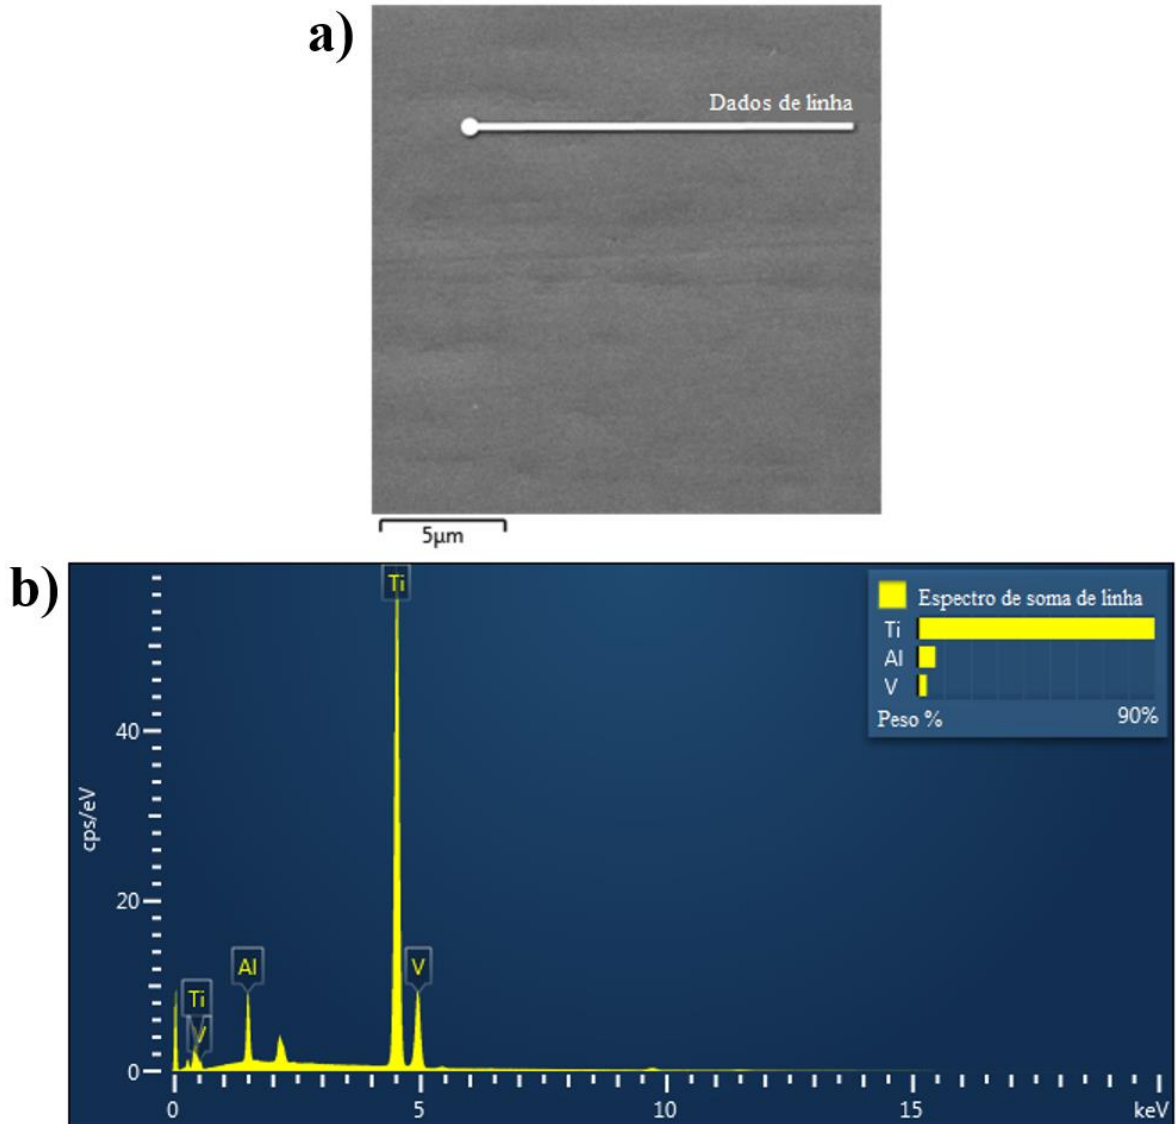 a)
Dados de linha
5µm
b)
Ti
Espectro de soma de linha
Ti
Al
V
Peso % 90%
40
cps/eV
20
Al
V
Ti
V
0
0 5 10 15 keV